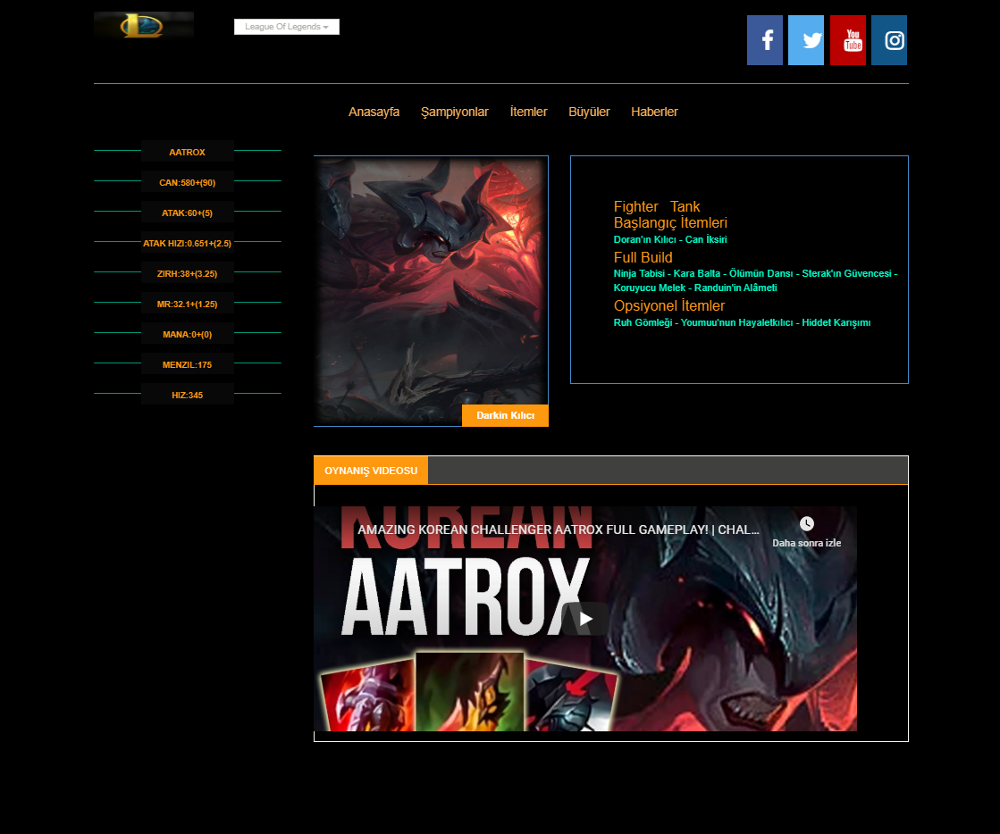 League Of Legends
You
Tube
Anasayfa Şampiyonlar İtemler Büyüler Haberler
AATROX
CAN:580+(90)
ATAK:60+(5)
ATAK HIZI:0.651+(2.5)
ZIRH:38+(3.25)
MR:32.1+(1.25)
MANA:0+(0)
MENZIL:175
HIZ:345
Darkin Kılıcı
Fighter Tank
Başlangıç İtemleri
Doran'ın Kılıcı - Can İksiri
Full Build
Ninja Tabisi - Kara Balta - Ölümün Dansı - Sterak'ın Güvencesi -
Koruyucu Melek - Randuin'in Alâmeti
Opsiyonel İtemler
Ruh Gömleği - Youmuu'nun Hayaletkılıcı - Hiddet Karışımı
OYNANIŞ VIDEOSU
KOREAN
AMAZING KOREAN CHALLENGER AATROX FULL GAMEPLAY! | CHAL...
Daha sonra izle
AATROX